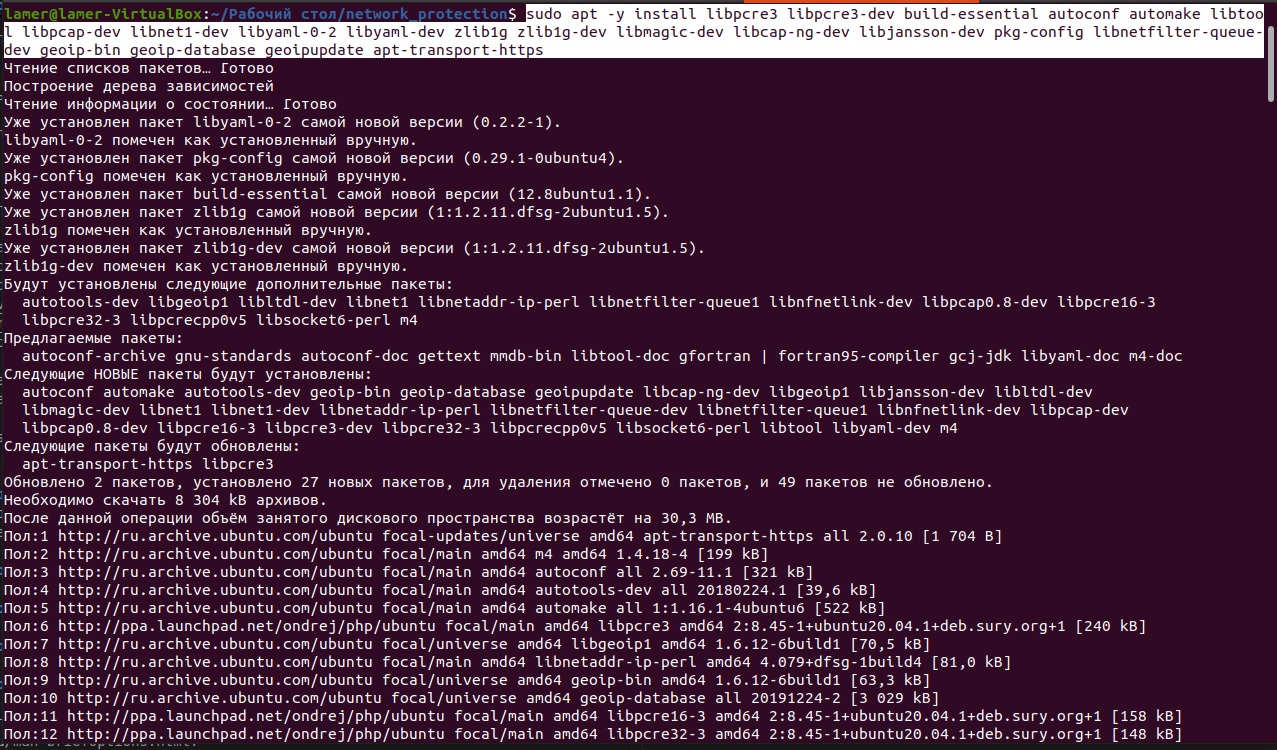 lamer@lamer-VirtualBox:~/Рабочий стол/network_protection$ sudo apt -y install libpcre3 libpcre3-dev build-essential autoconf automake libtoo
l libpcap-dev libnet1-dev libyaml-0-2 libyaml-dev zlib1g zlib1g-dev libmagic-dev libcap-ng-dev libjansson-dev pkg-config libnetfilter-queue-
dev geoip-bin geoip-database geoipupdate apt-transport-https
Чтение списков пакетов… Готово
Построение дерева зависимостей
Чтение информации о состоянии… Готово
Уже установлен пакет libyaml-0-2 самой новой версии (0.2.2-1).
libyaml-0-2 помечен как установленный вручную.
Уже установлен пакет pkg-config самой новой версии (0.29.1-0ubuntu4).
pkg-config помечен как установленный вручную.
Уже установлен пакет build-essential самой новой версии (12.8ubuntu1.1).
Уже установлен пакет zlib1g самой новой версии (1:1.2.11.dfsg-2ubuntu1.5).
zlib1g помечен как установленный вручную.
Уже установлен пакет zlib1g-dev самой новой версии (1:1.2.11.dfsg-2ubuntu1.5).
zlib1g-dev помечен как установленный вручную.
Будут установлены следующие дополнительные пакеты:
  autotools-dev libgeoip1 libltdl-dev libnet1 libnetaddr-ip-perl libnetfilter-queue1 libnfnetlink-dev libpcap0.8-dev libpcre16-3
  libpcre32-3 libpcrecpp0v5 libsocket6-perl m4
Предлагаемые пакеты:
  autoconf-archive gnu-standards autoconf-doc gettext mmdb-bin libtool-doc gfortran | fortran95-compiler gcj-jdk libyaml-doc m4-doc
Следующие НОВЫЕ пакеты будут установлены:
  autoconf automake autotools-dev geoip-bin geoip-database geoipupdate libcap-ng-dev libgeoip1 libjansson-dev libltdl-dev
  libmagic-dev libnet1 libnet1-dev libnetaddr-ip-perl libnetfilter-queue-dev libnetfilter-queue1 libnfnetlink-dev libpcap-dev
  libpcap0.8-dev libpcre16-3 libpcre3-dev libpcre32-3 libpcrecpp0v5 libsocket6-perl libtool libyaml-dev m4
Следующие пакеты будут обновлены:
  apt-transport-https libpcre3
Обновлено 2 пакетов, установлено 27 новых пакетов, для удаления отмечено 0 пакетов, и 49 пакетов не обновлено.
Необходимо скачать 8 304 kB архивов.
После данной операции объём занятого дискового пространства возрастёт на 30,3 MB.
Пол:1 http://ru.archive.ubuntu.com/ubuntu focal-updates/universe amd64 apt-transport-https all 2.0.10 [1 704 B]
Пол:2 http://ru.archive.ubuntu.com/ubuntu focal/main amd64 m4 amd64 1.4.18-4 [199 kB]
Пол:3 http://ru.archive.ubuntu.com/ubuntu focal/main amd64 autoconf all 2.69-11.1 [321 kB]
Пол:4 http://ru.archive.ubuntu.com/ubuntu focal/main amd64 autotools-dev all 20180224.1 [39,6 kB]
Пол:5 http://ru.archive.ubuntu.com/ubuntu focal/main amd64 automake all 1:1.16.1-4ubuntu6 [522 kB]
Пол:6 http://ppa.launchpad.net/ondrej/php/ubuntu focal/main amd64 libpcre3 amd64 2:8.45-1+ubuntu20.04.1+deb.sury.org+1 [240 kB]
Пол:7 http://ru.archive.ubuntu.com/ubuntu focal/universe amd64 libgeoip1 amd64 1.6.12-6build1 [70,5 kB]
Пол:8 http://ru.archive.ubuntu.com/ubuntu focal/main amd64 libnetaddr-ip-perl amd64 4.079+dfsg-1build4 [81,0 kB]
Пол:9 http://ru.archive.ubuntu.com/ubuntu focal/universe amd64 geoip-bin amd64 1.6.12-6build1 [63,3 kB]
Пол:10 http://ru.archive.ubuntu.com/ubuntu focal/universe amd64 geoip-database all 20191224-2 [3 029 kB]
Пол:11 http://ppa.launchpad.net/ondrej/php/ubuntu focal/main amd64 libpcre16-3 amd64 2:8.45-1+ubuntu20.04.1+deb.sury.org+1 [158 kB]
Пол:12 http://ppa.launchpad.net/ondrej/php/ubuntu focal/main amd64 libpcre32-3 amd64 2:8.45-1+ubuntu20.04.1+deb.sury.org+1 [148 kB]